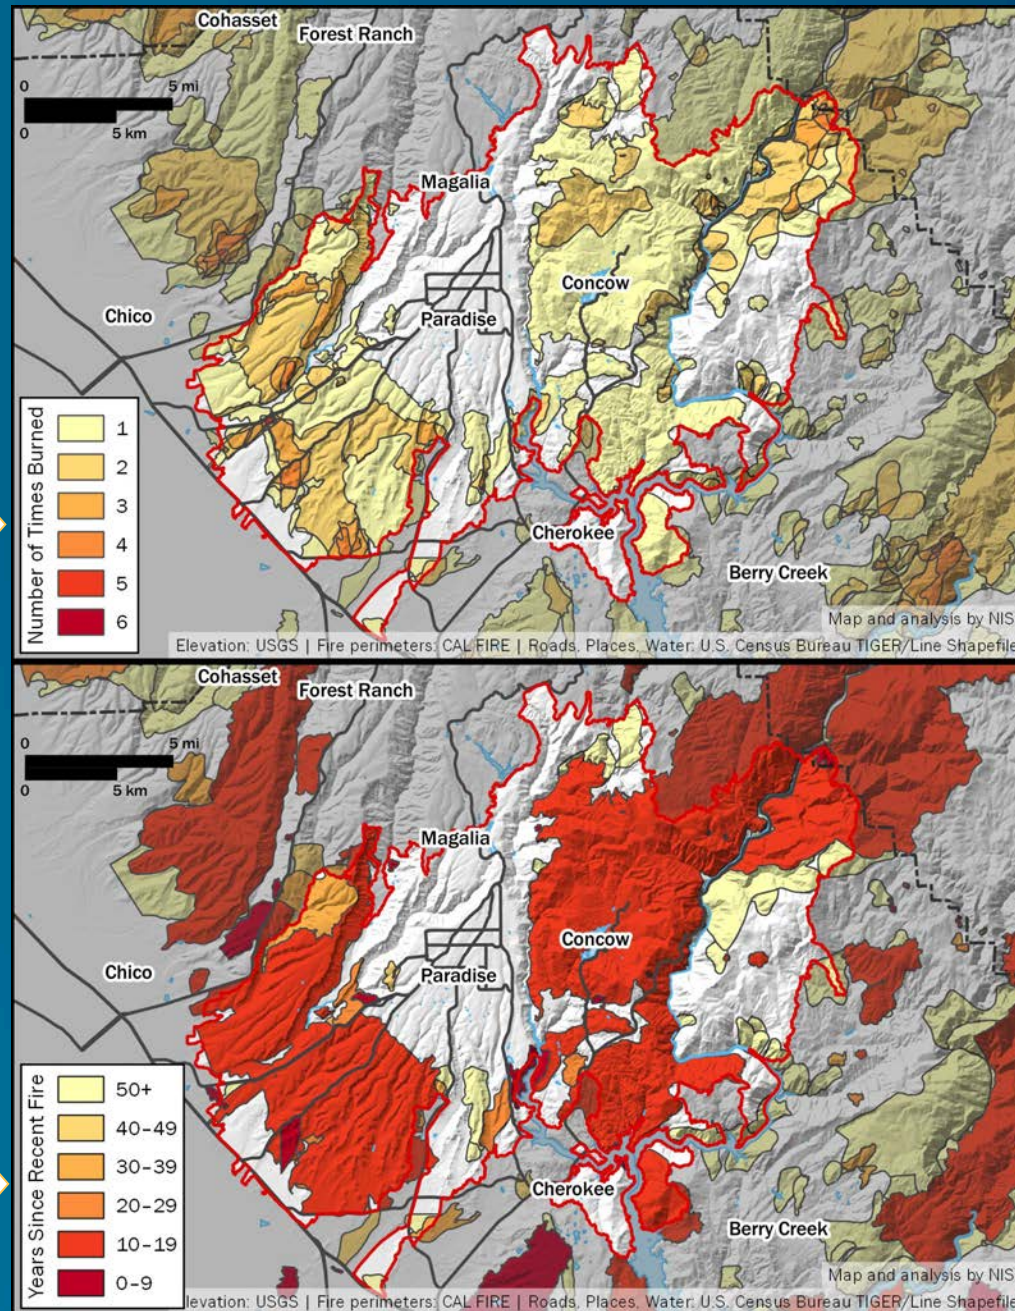 Cohasset
Forest Ranch
0 5 mi
0 5 km
Magalia
Concow
Chico
Paradise
Number of Times Burned
1
2
3
4
5
6
Cherokee
Berry Creek
Map and analysis by NIS
Elevation: USGS | Fire perimeters: CAL FIRE | Roads, Places, Water: U.S. Census Bureau TIGER/Line Shapefile
Cohasset
Forest Ranch
0 5 mi
0 5 km
Magalia
Concow
Chico
Paradise
Years Since Recent Fire
50+
40-49
30-39
20-29
10-19
0-9
Cherokee
Berry Creek
Map and analysis by NIS
levation: USGS | Fire perimeters: CAL FIRE | Roads, Places, Water: U.S. Census Bureau TIGER/Line Shapefile